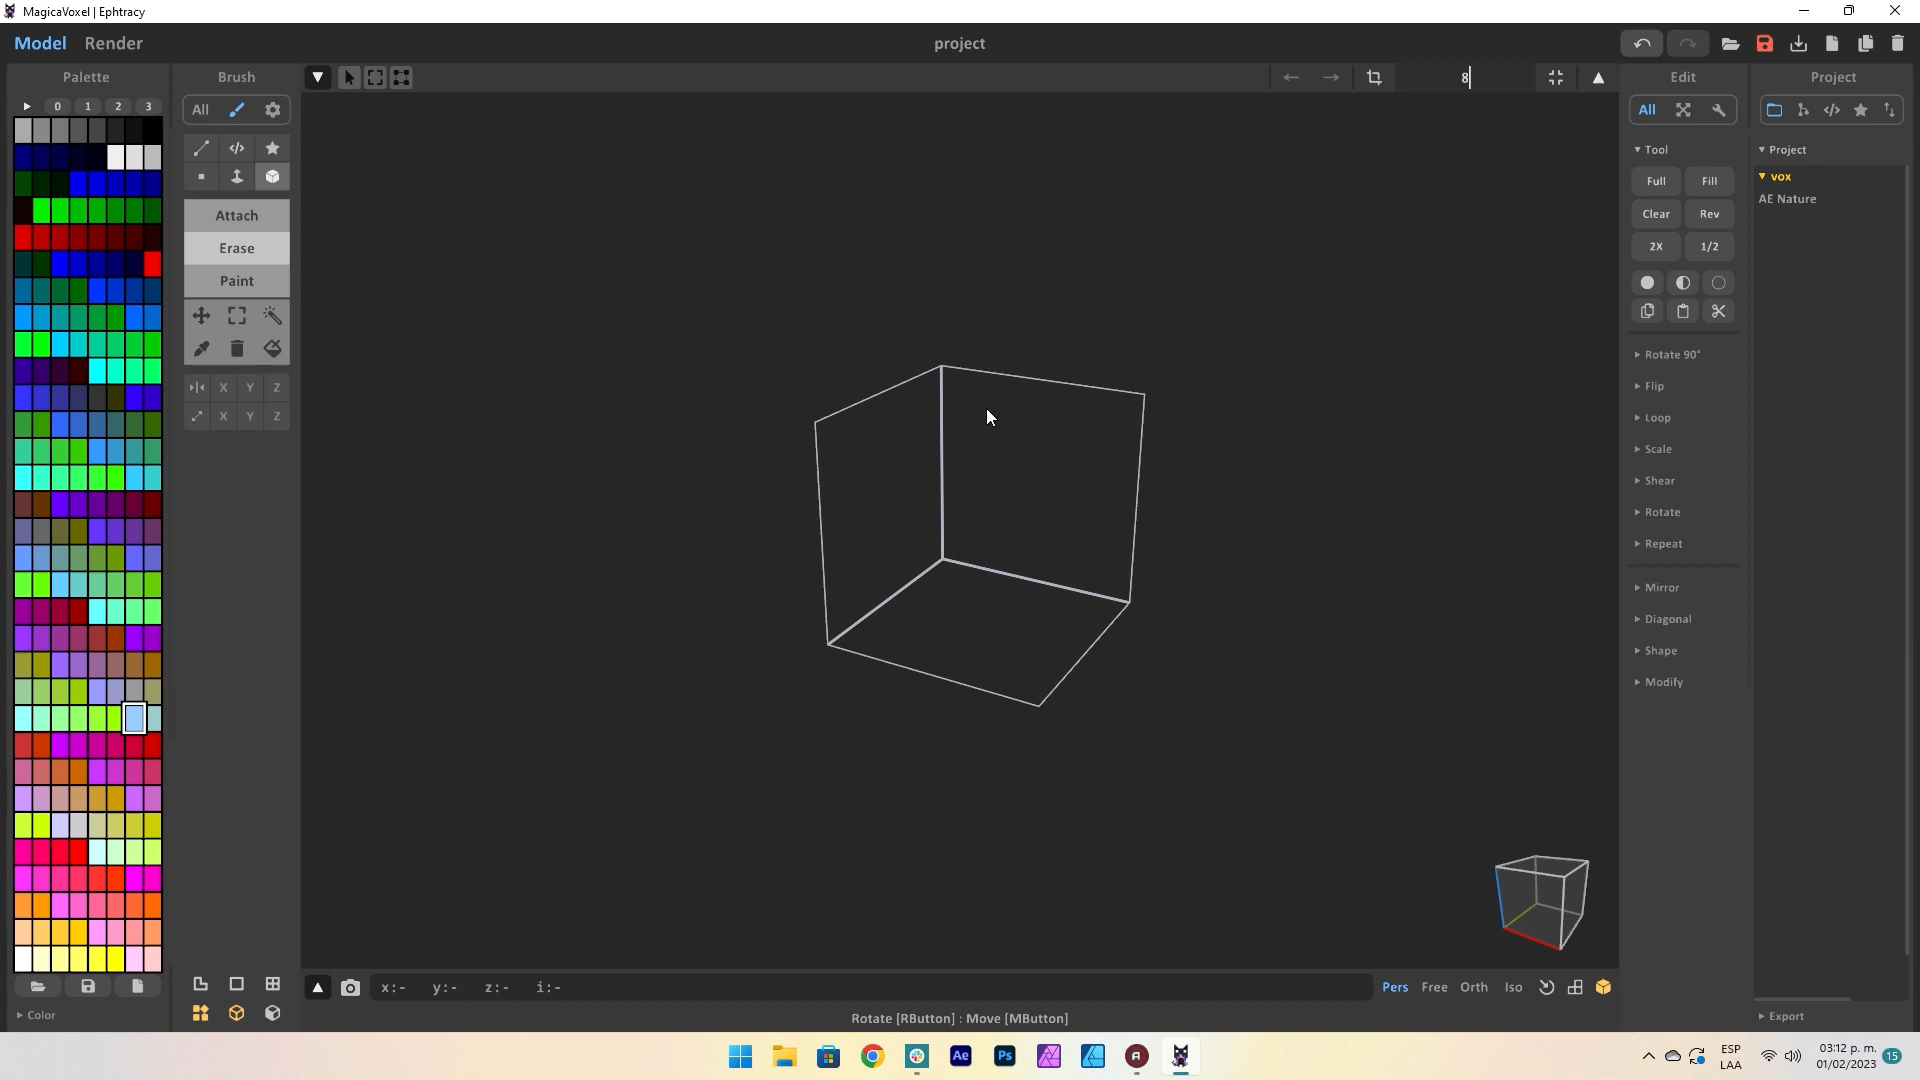 MagicaVoxel | Ephtracy
Model Render
project
Palette
Brush
Edit
Project
0 1 2 3
All
8
All
Attach
Erase
Paint
X Y Z
X Y Z
Tool
Full Fill
Clear Rev
2X 1/2
Rotate 90°
Flip
Loop
Scale
Shear
Rotate
Repeat
Mirror
Diagonal
Shape
Modify
Project
vox
AE Nature
Color
x:- y:- z:- i:-
Pers Free Orth Iso
Rotate [RButton] : Move [MButton]
Export
Ae Ps
ESP
LAA
03:12 p. m.
01/02/2023
15